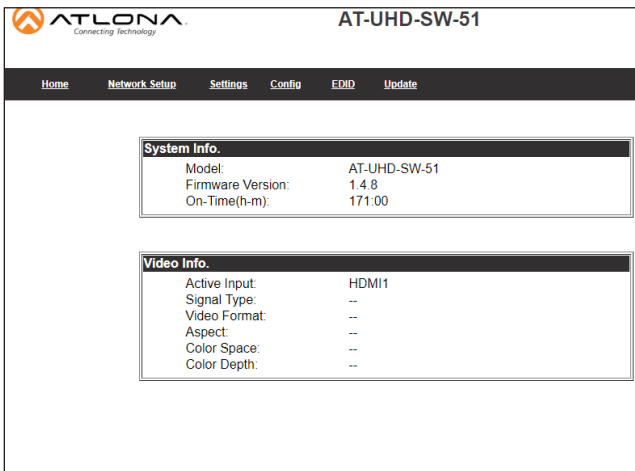 ATLONA.
Connecting Technology
AT-UHD-SW-51
Home Network Setup Settings Config EDID Update
System Info.
Model: AT-UHD-SW-51
Firmware Version: 1.4.8
On-Time(h-m): 171:00
Video Info.
Active Input: HDMI1
Signal Type: --
Video Format: --
Aspect: --
Color Space: --
Color Depth: --